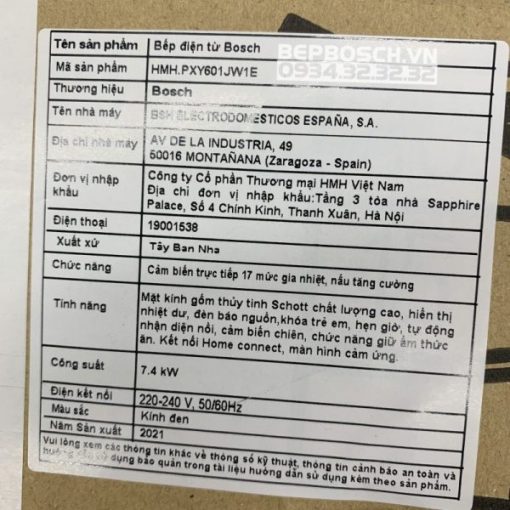 BEPBOSCH.VN
0934.32.32.32
Tên sản phẩm Bếp điện từ Bosch
Mã sản phẩm HMH.PXY601JW1E
Thương hiệu Bosch
Tên nhà máy BSH ELECTRODOMESTICOS ESPAÑA, S.A.
Địa chỉ nhà máy AV DE LA INDUSTRIA, 49
50016 MONTAÑANA (Zaragoza - Spain)
Đơn vị nhập khẩu Công ty Cổ phần Thương mại HMH Việt Nam
Địa chỉ đơn vị nhập khẩu:Tầng 3 tòa nhà Sapphire
Palace, Số 4 Chính Kinh, Thanh Xuân, Hà Nội
Điện thoại 19001538
Xuất xứ Tây Ban Nha
Chức năng Cảm biến trực tiếp 17 mức gia nhiệt, nấu tăng cường
Tính năng Mặt kính gốm thủy tinh Schott chất lượng cao, hiển thị
nhiệt dư, đèn báo nguồn,khóa trẻ em, hẹn giờ, tự động
nhận diện nồi, cảm biến chiên, chức năng giữ ấm thức
ăn. Kết nối Home connect, màn hình cảm ứng.
Công suất 7.4 kW
Điện kết nối 220-240 V, 50/60Hz
Màu sắc Kính đen
Năm Sản xuất 2021
Vui lòng xem các thông tin khác về thông số kỹ thuật, thông tin cảnh báo an toàn và
hướng dẫn sử dụng bảo quản trong tài liệu hướng dẫn sử dụng kèm theo sản phẩm.